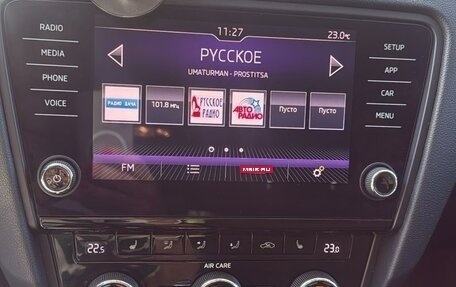 RADIO
MEDIA
PHONE
VOICE
11:27
23.0°C
РУССКОЕ
UMATURMAN - PROSTITSA
РАДИО ДАЧА
101.8 мгц
РУССКОЕ РАДИО
АВТО РАДИО
Пусто
Пусто
FM
SETUP
APP
CAR
MENU
22.5
23.0
AIR CARE